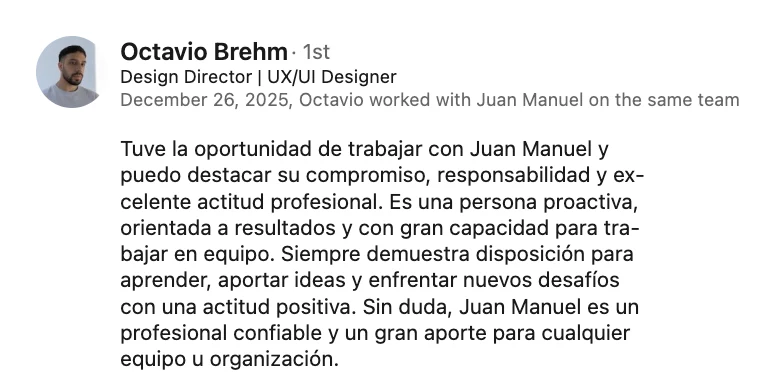 Octavio Brehm · 1st
Design Director | UX/UI Designer
December 26, 2025, Octavio worked with Juan Manuel on the same team
Tuve la oportunidad de trabajar con Juan Manuel y
puedo destacar su compromiso, responsabilidad y ex-
celente actitud profesional. Es una persona proactiva,
orientada a resultados y con gran capacidad para tra-
bajar en equipo. Siempre demuestra disposición para
aprender, aportar ideas y enfrentar nuevos desafíos
con una actitud positiva. Sin duda, Juan Manuel es un
profesional confiable y un gran aporte para cualquier
equipo u organización.